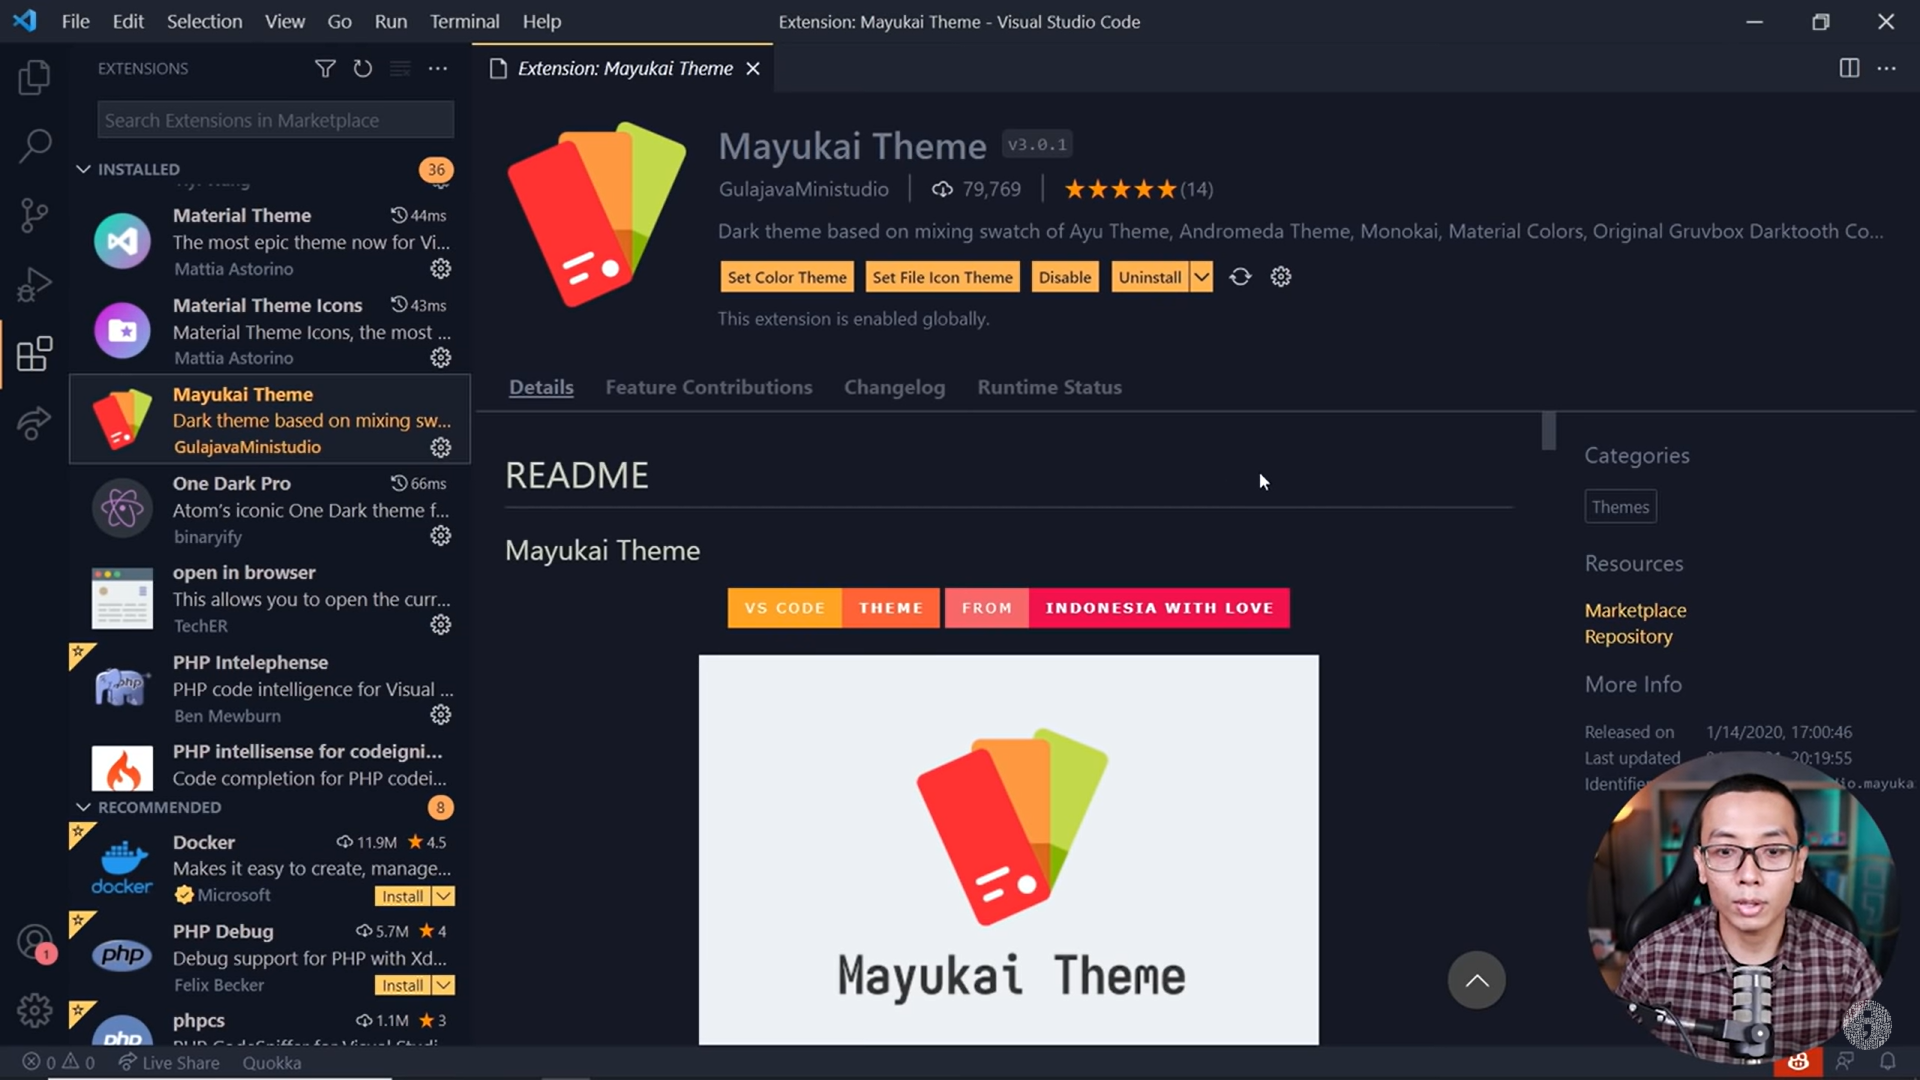 File Edit Selection View Go Run Terminal Help
Extension: Mayukai Theme - Visual Studio Code
EXTENSIONS
Search Extensions in Marketplace
INSTALLED 36
Material Theme 44ms
The most epic theme now for Vi...
Mattia Astorino
Material Theme Icons 43ms
Material Theme Icons, the most ...
Mattia Astorino
Mayukai Theme
Dark theme based on mixing sw...
GulajavaMinistudio
One Dark Pro 66ms
Atom's iconic One Dark theme f...
binaryify
open in browser
This allows you to open the curr...
TechER
PHP Intelephense
PHP code intelligence for Visual ...
Ben Mewburn
PHP intellisense for codeigni...
Code completion for PHP codei...
RECOMMENDED 8
Docker 11.9M 4.5
Makes it easy to create, manage...
Microsoft Install
PHP Debug 5.7M 4
Debug support for PHP with Xd...
Felix Becker Install
phpcs 1.1M 3
1
0 0 Live Share Quokka
Extension: Mayukai Theme
Mayukai Theme v3.0.1
GulajavaMinistudio 79,769 (14)
Dark theme based on mixing swatch of Ayu Theme, Andromeda Theme, Monokai, Material Colors, Original Gruvbox Darktooth Co...
Set Color Theme Set File Icon Theme Disable Uninstall
This extension is enabled globally.
Details Feature Contributions Changelog Runtime Status
README
Mayukai Theme
VS CODE THEME FROM INDONESIA WITH LOVE
Mayukai Theme
Categories
Themes
Resources
Marketplace
Repository
More Info
Released on 1/14/2020, 17:00:46
Last updated 20:19:55
docker
php
php